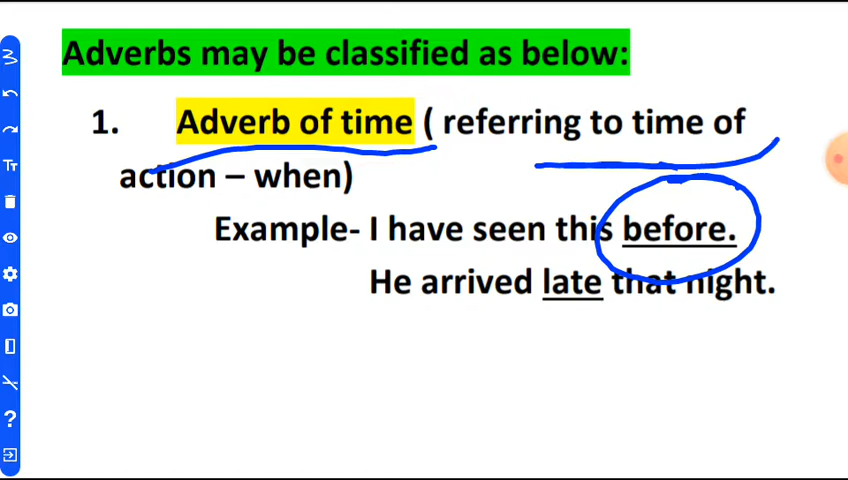 Adverbs may be classified as below:
1. Adverb of time ( referring to time of
action – when)
Example- I have seen this before.
He arrived late that night.